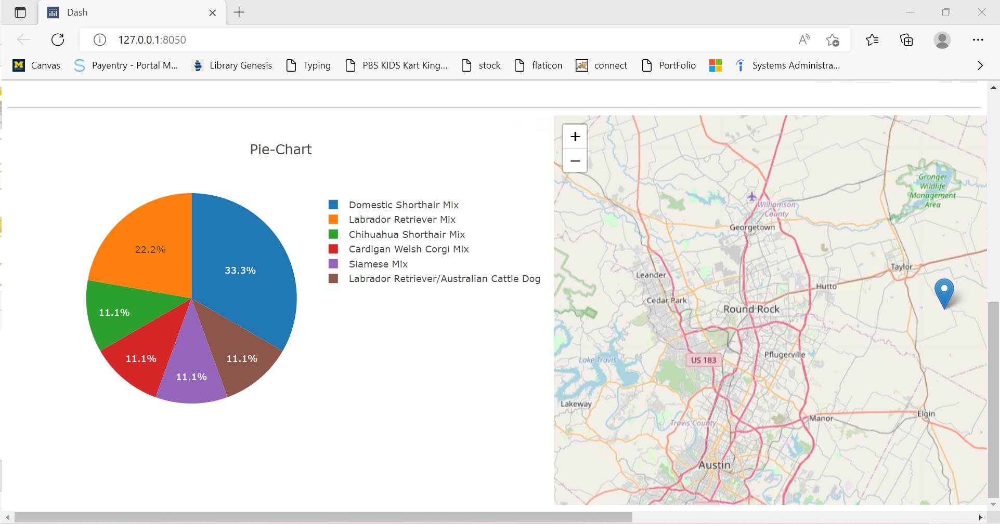 Dash
127.0.0.1:8050
Canvas
Payentry - Portal M...
Library Genesis
Typing
PBS KIDS Kart King...
stock
flaticon
connect
PortFolio
Systems Administra...
Pie-Chart
33.3%
22.2%
11.1%
11.1%
11.1%
11.1%
Domestic Shorthair Mix
Labrador Retriever Mix
Chihuahua Shorthair Mix
Cardigan Welsh Corgi Mix
Siamese Mix
Labrador Retriever/Australian Cattle Dog
+
−
Granger
Wildlife
Management
Area
Williamson
County
Georgetown
Taylor
Leander
Hutto
Cedar Park
Round Rock
Pflugerville
Lake Travis
US 183
Lakeway
Elgin
Manor
Travis County
Austin